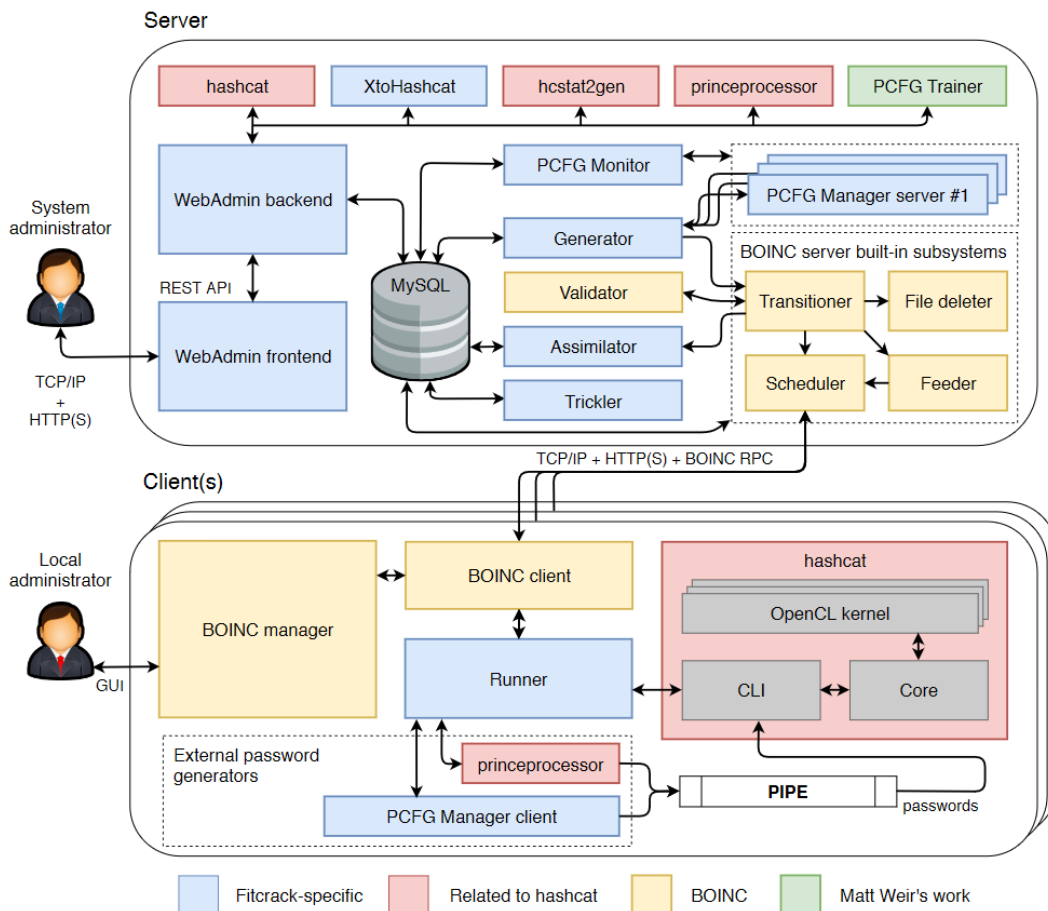 Server
hashcat
XtoHashcat
hcstat2gen
princeprocessor
PCFG Trainer
WebAdmin backend
PCFG Monitor
PCFG Manager server #1
System
administrator
Generator
BOINC server built-in subsystems
MySQL
REST API
Validator
Transitioner
File deleter
WebAdmin frontend
Assimilator
TCP/IP
+
HTTP(S)
Scheduler
Feeder
Trickler
TCP/IP + HTTP(S) + BOINC RPC
Client(s)
Local
administrator
BOINC manager
BOINC client
hashcat
OpenCL kernel
GUI
Runner
CLI
Core
External password
generators
princeprocessor
PCFG Manager client
PIPE
passwords
Fitcrack-specific
Related to hashcat
BOINC
Matt Weir's work